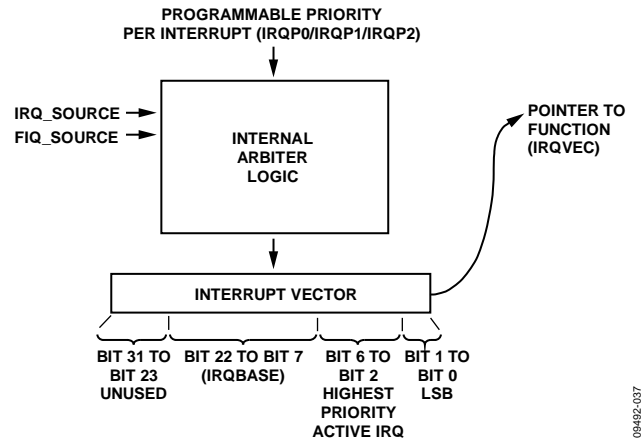 PROGRAMMABLE PRIORITY
PER INTERRUPT (IRQP0/IRQP1/IRQP2)
IRQ_SOURCE
FIQ_SOURCE
INTERNAL
ARBITER
LOGIC
POINTER TO
FUNCTION
(IRQVEC)
INTERRUPT VECTOR
BIT 31 TO
BIT 23
UNUSED
BIT 22 TO BIT 7
(IRQBASE)
BIT 6 TO
BIT 2
HIGHEST
PRIORITY
ACTIVE IRQ
BIT 1 TO
BIT 0
LSB
09492-037